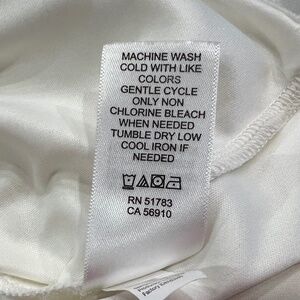 MACHINE WASH
COLD WITH LIKE
COLORS
GENTLE CYCLE
ONLY NON
CHLORINE BLEACH
WHEN NEEDED
TUMBLE DRY LOW
COOL IRON IF
NEEDED
RN 51783
CA 56910